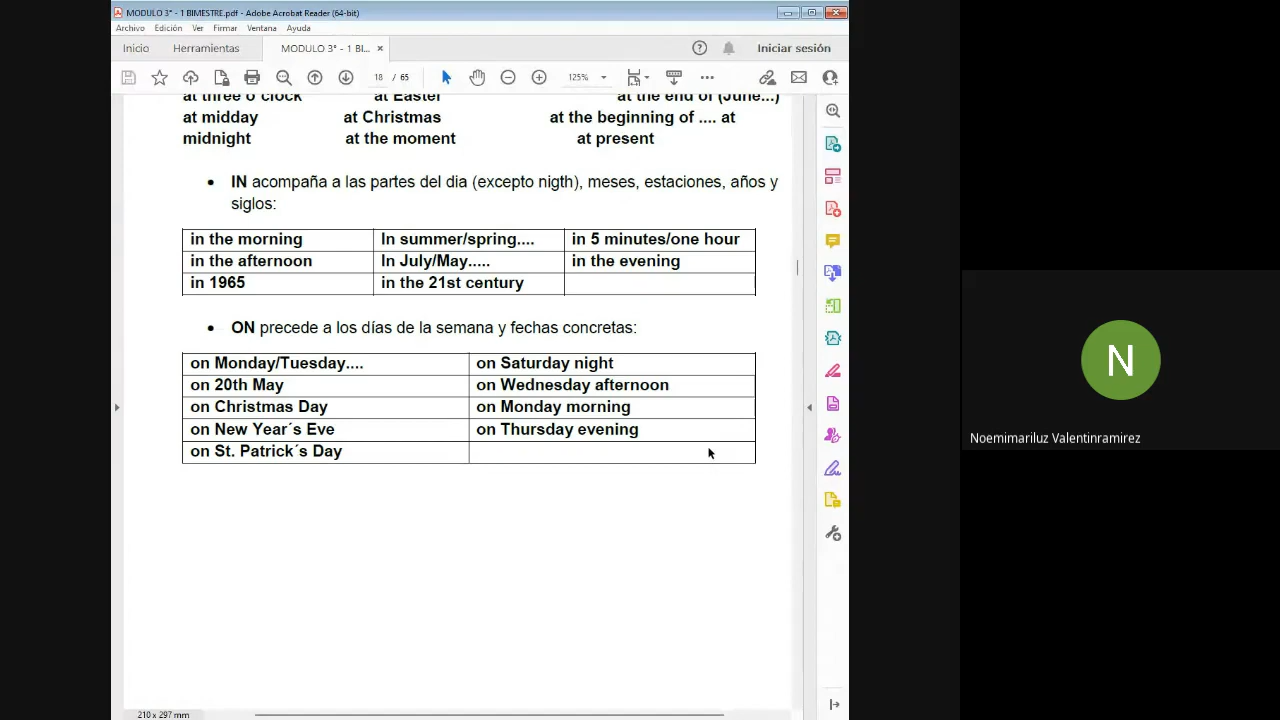 MODULO 3° - 1 BIMESTRE.pdf - Adobe Acrobat Reader (64-bit)
Archivo Edición Ver Firmar Ventana Ayuda
Inicio Herramientas MODULO 3° - 1 BI... × Iniciar sesión
18 / 65 125%
at three o'clock at Easter at the end of (June...)
at midday at Christmas at the beginning of .... at
midnight at the moment at present
• IN acompaña a las partes del dia (excepto nigth), meses, estaciones, años y
siglos:
in the morning In summer/spring.... in 5 minutes/one hour
in the afternoon In July/May..... in the evening
in 1965 in the 21st century
• ON precede a los días de la semana y fechas concretas:
on Monday/Tuesday.... on Saturday night
on 20th May on Wednesday afternoon
on Christmas Day on Monday morning
on New Year´s Eve on Thursday evening
on St. Patrick´s Day
210 x 297 mm
N
Noemimariluz Valentinramirez